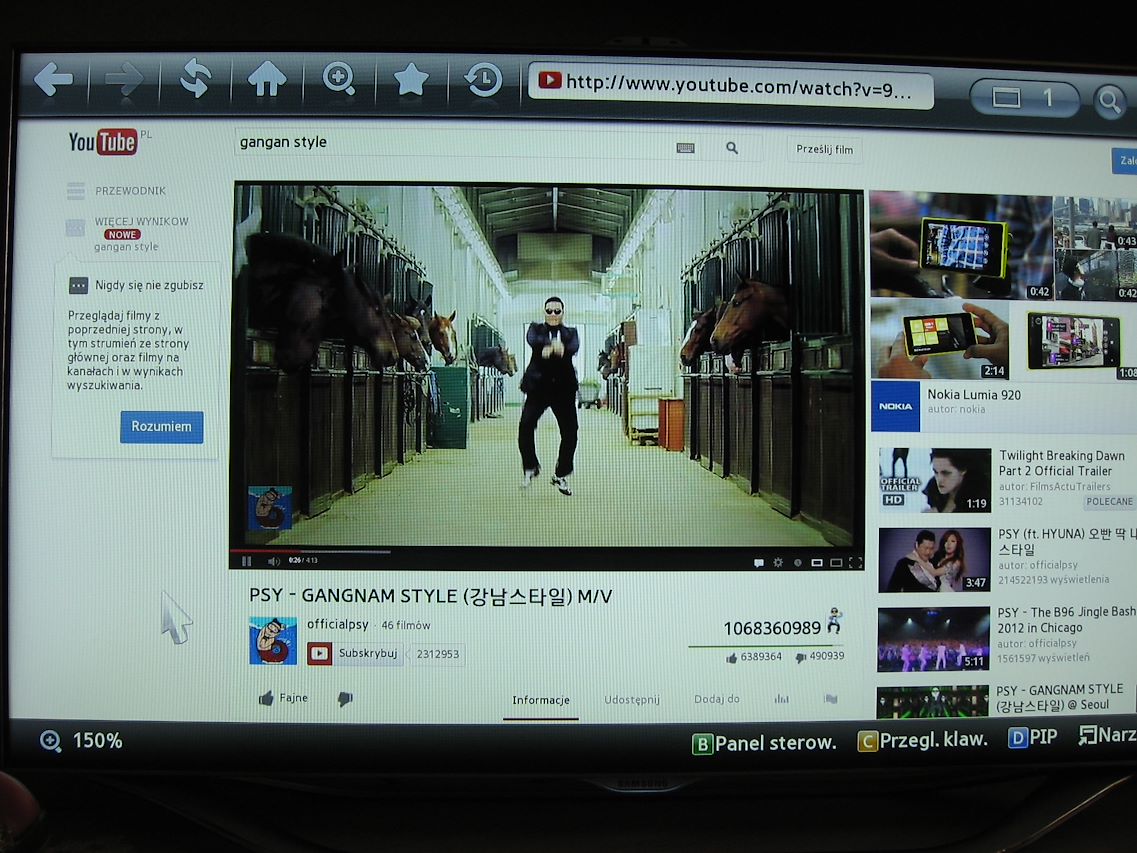 http://www.youtube.com/watch?v=9...
1
YouTube PL
gangan style
Prześlij film
PRZEWODNIK
WIĘCEJ WYNIKÓW
NOWE
gangan style
Nigdy się nie zgubisz
Przeglądaj filmy z
poprzedniej strony, w
tym strumień ze strony
głównej oraz filmy na
kanałach i w wynikach
wyszukiwania.
Rozumiem
0:26 / 4:13
PSY - GANGNAM STYLE (강남스타일) M/V
officialpsy · 46 filmów
Subskrybuj 2312953
1068360989
6389364 490939
Fajne
Informacje Udostępnij Dodaj do
0:42
0:43
0:42
2:14
1:08
NOKIA
Nokia Lumia 920
autor: nokia
OFFICIAL
TRAILER
HD
1:19
Twilight Breaking Dawn
Part 2 Official Trailer
autor: FilmsActuTrailers
31134102 POLECANE
3:47
PSY (ft. HYUNA) 오빤 딱
스타일
autor: officialpsy
214522193 wyświetlenia
5:11
PSY - The B96 Jingle Bash
2012 in Chicago
autor: officialpsy
1561597 wyświetleń
PSY - GANGNAM STYLE
(강남스타일) @ Seoul
150%
B Panel sterow. C Przegl. klaw. D PIP Narz
SAMSUNG